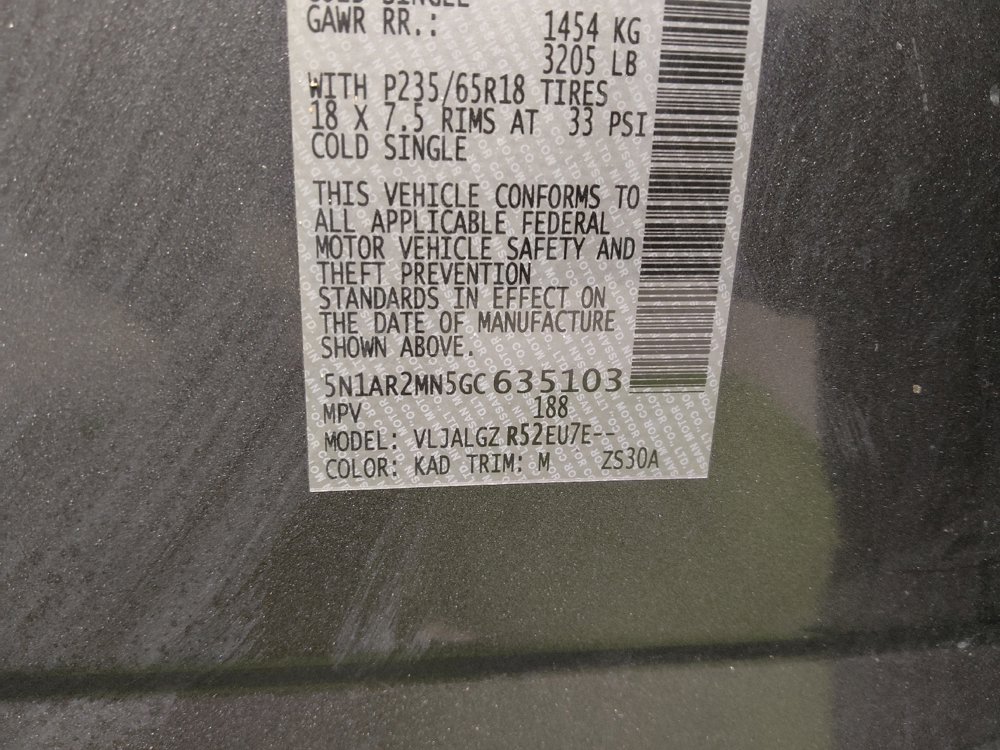 COLD SINGLE
GAWR RR.: 1454 KG
3205 LB
WITH P235/65R18 TIRES
18 X 7.5 RIMS AT 33 PSI
COLD SINGLE
THIS VEHICLE CONFORMS TO
ALL APPLICABLE FEDERAL
MOTOR VEHICLE SAFETY AND
THEFT PREVENTION
STANDARDS IN EFFECT ON
THE DATE OF MANUFACTURE
SHOWN ABOVE.
5N1AR2MN5GC635103
MPV 188
MODEL: VLJALGZ R52EU7E--
COLOR: KAD TRIM: M ZS30A